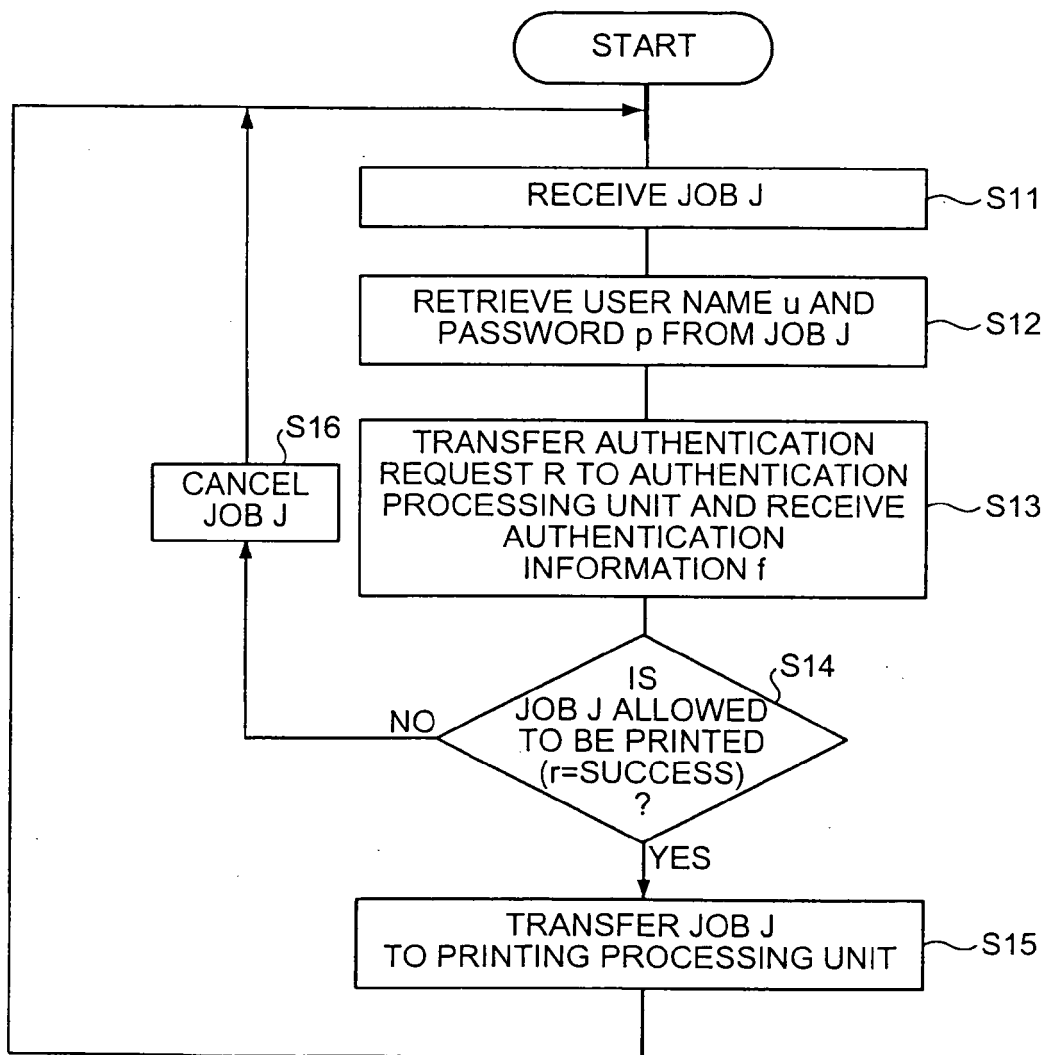 START
RECEIVE JOB J
S11
RETRIEVE USER NAME u AND
PASSWORD p FROM JOB J
S12
TRANSFER AUTHENTICATION
REQUEST R TO AUTHENTICATION
PROCESSING UNIT AND RECEIVE
AUTHENTICATION
INFORMATION f
S13
S16
CANCEL
JOB J
S14
IS
JOB J ALLOWED
TO BE PRINTED
(r=SUCCESS)
?
NO
YES
TRANSFER JOB J
TO PRINTING PROCESSING UNIT
S15